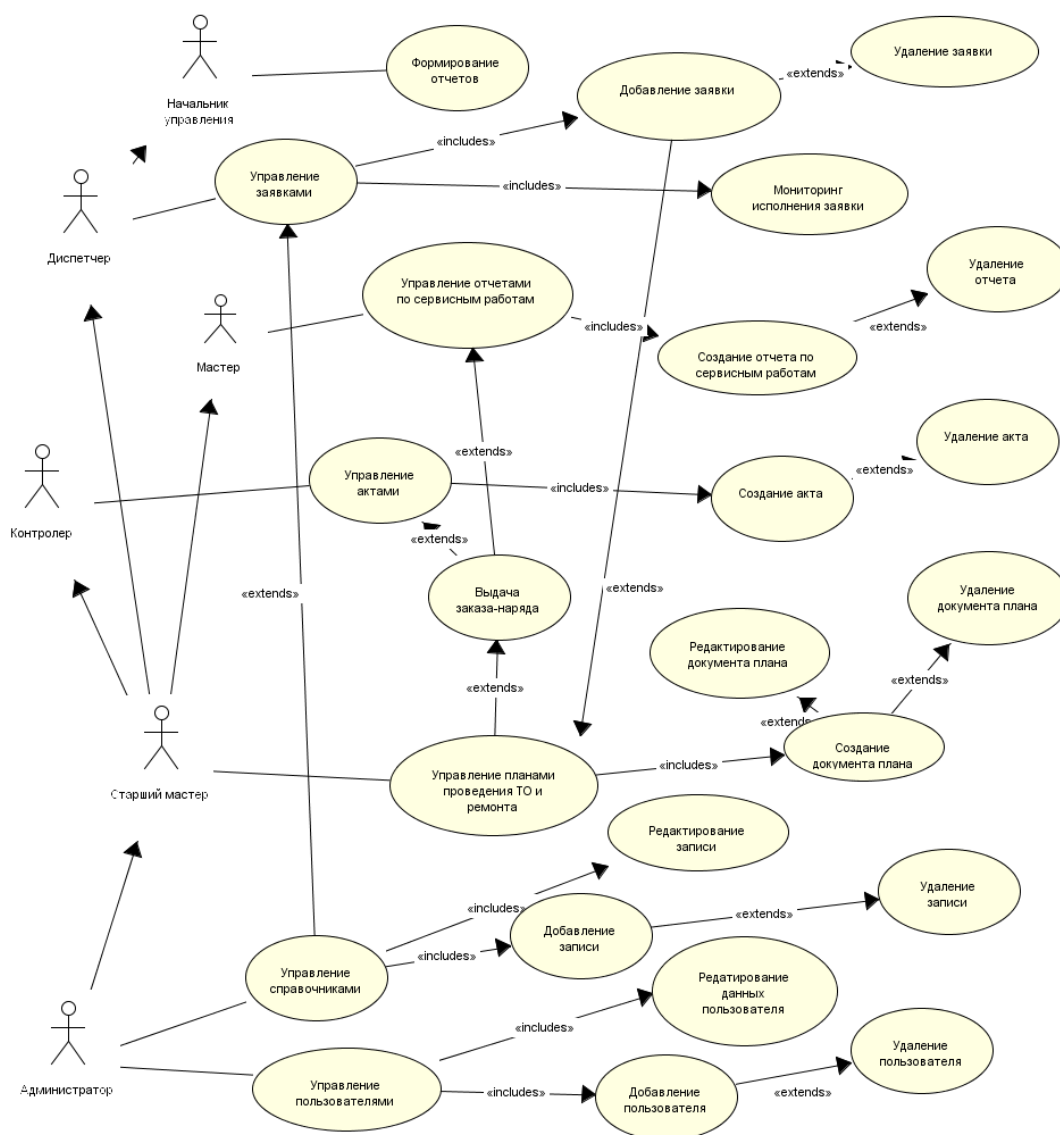 Начальник
управления
Формирование
отчетов
Добавление заявки
«extends»
Удаление заявки
«includes»
Управление
заявками
«includes»
Мониторинг
исполнения заявки
Диспетчер
Управление отчетами
по сервисным работам
Удаление
отчета
«includes»
«extends»
Мастер
Создание отчета по
сервисным работам
Удаление акта
«extends»
Управление
актами
«includes»
Создание акта
«extends»
Контролер
«extends»
«extends»
Выдача
заказа-наряда
«extends»
Удаление
документа плана
Редактирование
документа плана
«extends»
«extends»
«extends»
Старший мастер
Управление планами
проведения ТО и
ремонта
«includes»
Создание
документа плана
Редактирование
записи
«includes»
Удаление
записи
«extends»
Добавление
записи
«includes»
Управление
справочниками
Редатирование
данных
пользователя
«includes»
Удаление
пользователя
Администратор
Управление
пользователями
«includes»
Добавление
пользователя
«extends»